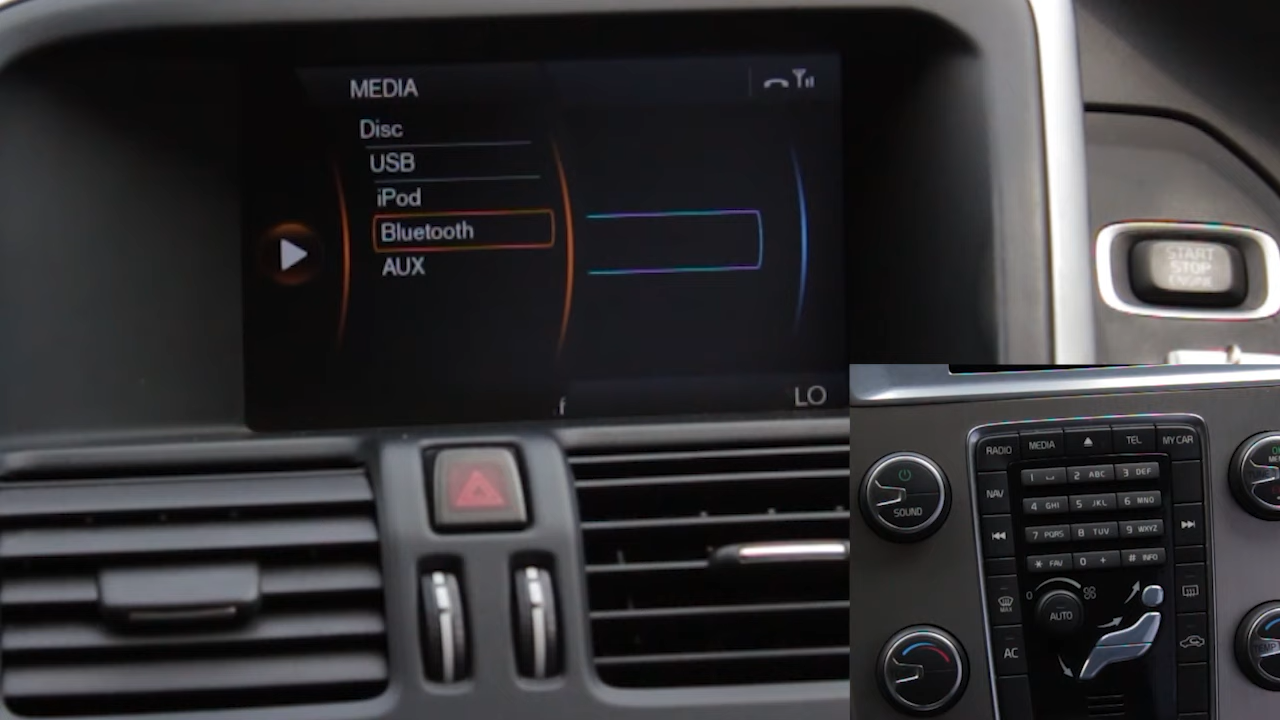 MEDIA
Disc
USB
iPod
Bluetooth
AUX
LO
START
STOP
ENGINE
RADIO MEDIA TEL MY CAR
1 2 ABC 3 DEF
NAV
4 GHI 5 JKL 6 MNO
SOUND
7 PQRS 8 TUV 9 WXYZ
* FAV 0 + # INFO
0
MAX
AUTO
AC